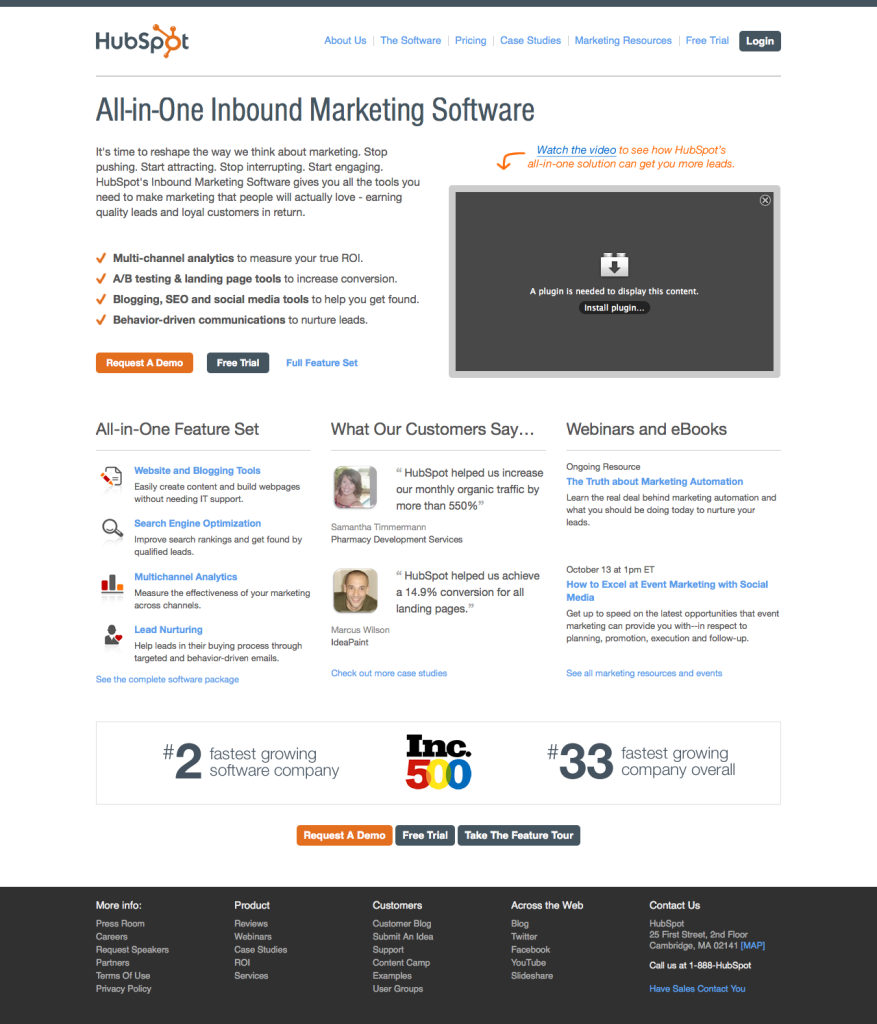 HubSpot
About Us
The Software
Pricing
Case Studies
Marketing Resources
Free Trial
Login
All-in-One Inbound Marketing Software
It's time to reshape the way we think about marketing. Stop
pushing. Start attracting. Stop interrupting. Start engaging.
HubSpot's Inbound Marketing Software gives you all the tools you
need to make marketing that people will actually love - earning
quality leads and loyal customers in return.
Multi-channel analytics to measure your true ROI.
A/B testing & landing page tools to increase conversion.
Blogging, SEO and social media tools to help you get found.
Behavior-driven communications to nurture leads.
Request A Demo
Free Trial
Full Feature Set
Watch the video to see how HubSpot's
all-in-one solution can get you more leads.
A plugin is needed to display this content.
Install plugin...
All-in-One Feature Set
Website and Blogging Tools
Easily create content and build webpages
without needing IT support.
Search Engine Optimization
Improve search rankings and get found by
qualified leads.
Multichannel Analytics
Measure the effectiveness of your marketing
across channels.
Lead Nurturing
Help leads in their buying process through
targeted and behavior-driven emails.
See the complete software package
What Our Customers Say…
“ HubSpot helped us increase
our monthly organic traffic by
more than 550%”
Samantha Timmermann
Pharmacy Development Services
“ HubSpot helped us achieve
a 14.9% conversion for all
landing pages.”
Marcus Wilson
IdeaPaint
Check out more case studies
Webinars and eBooks
Ongoing Resource
The Truth about Marketing Automation
Learn the real deal behind marketing automation and
what you should be doing today to nurture your
leads.
October 13 at 1pm ET
How to Excel at Event Marketing with Social
Media
Get up to speed on the latest opportunities that event
marketing can provide you with--in respect to
planning, promotion, execution and follow-up.
See all marketing resources and events
#2 fastest growing
software company
Inc.
500
#33 fastest growing
company overall
Request A Demo
Free Trial
Take The Feature Tour
More info:
Press Room
Careers
Request Speakers
Partners
Terms Of Use
Privacy Policy
Product
Reviews
Webinars
Case Studies
ROI
Services
Customers
Customer Blog
Submit An Idea
Support
Content Camp
Examples
User Groups
Across the Web
Blog
Twitter
Facebook
YouTube
Slideshare
Contact Us
HubSpot
25 First Street, 2nd Floor
Cambridge, MA 02141 [MAP]
Call us at 1-888-HubSpot
Have Sales Contact You